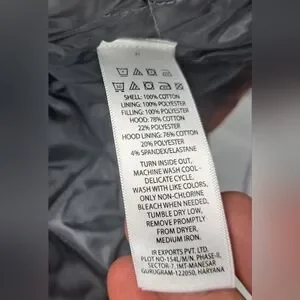 SHELL: 100% COTTON
LINING: 100% POLYESTER
FILLING: 100% POLYESTER
HOOD: 78% COTTON
22% POLYESTER
HOOD LINING: 76% COTTON
20% POLYESTER
4% SPANDEX/ELASTANE
TURN INSIDE OUT,
MACHINE WASH COOL -
DELICATE CYCLE.
WASH WITH LIKE COLORS,
ONLY NON-CHLORINE
BLEACH WHEN NEEDED,
TUMBLE DRY LOW,
REMOVE PROMPTLY
FROM DRYER,
MEDIUM IRON.
EXPORTS PVT. LTD.
PLOT NO-154L/M/N, PHASE-II,
SECTOR-7, IMT-MANESAR
GURUGRAM-122050, HARYANA